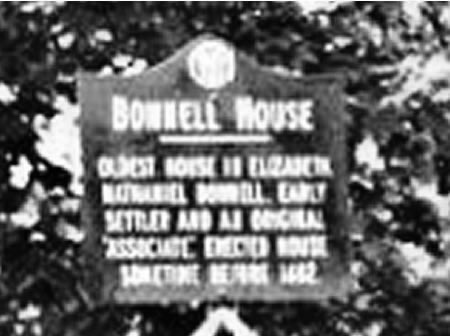 BONNELL HOUSE
OLDEST HOUSE IN ELIZABETH.
NATHANIEL BONNELL, EARLY
SETTLER AND AN ORIGINAL
"ASSOCIATE", ERECTED HOUSE
SOMETIME BEFORE 1682.